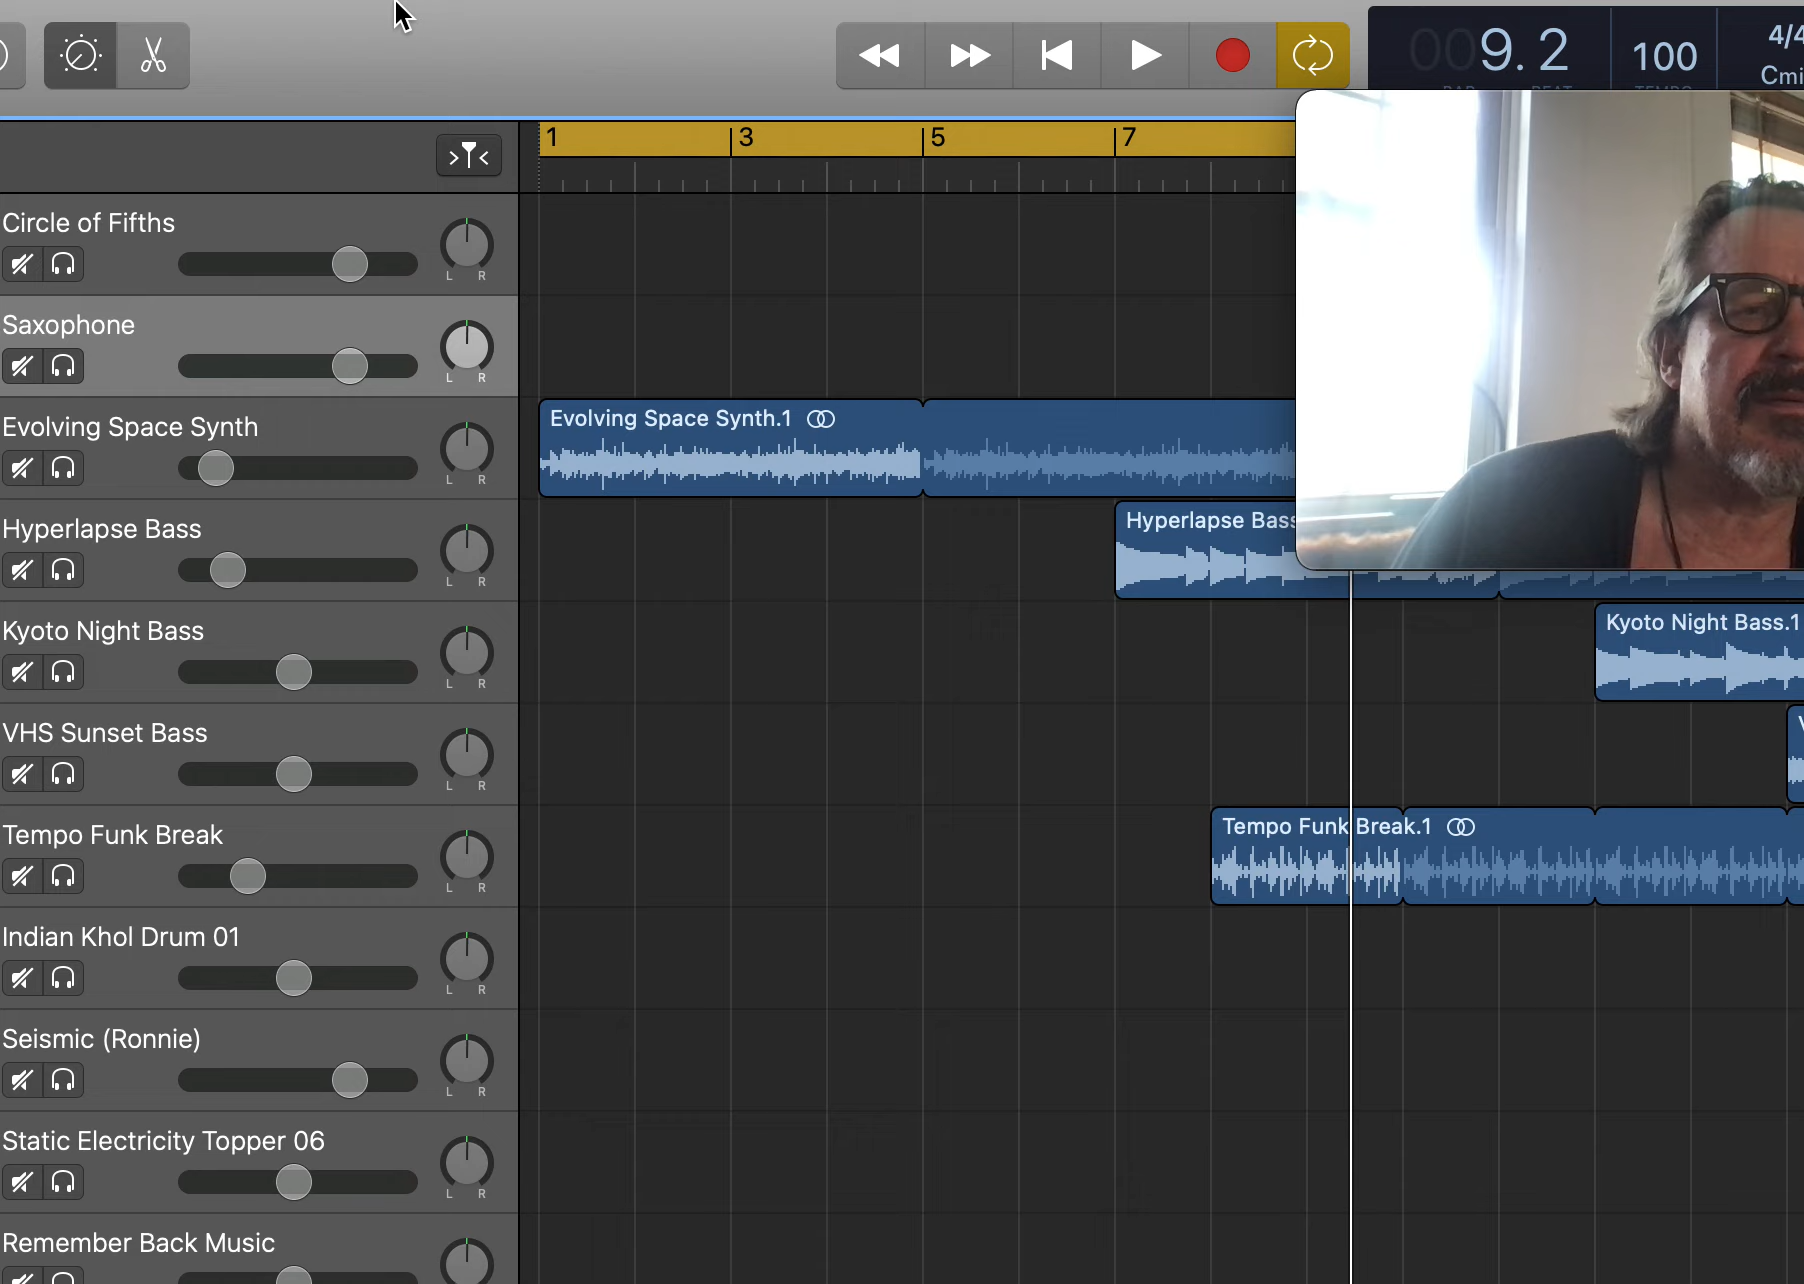 009. 2
100
4/4
1
3
5
7
Circle of Fifths
L R
Saxophone
L R
Evolving Space Synth
L R
Evolving Space Synth.1
Hyperlapse Bass
L R
Hyperlapse Bass
Kyoto Night Bass
L R
Kyoto Night Bass.1
VHS Sunset Bass
L R
Tempo Funk Break
L R
Tempo Funk Break.1
Indian Khol Drum 01
L R
Seismic (Ronnie)
L R
Static Electricity Topper 06
L R
Remember Back Music